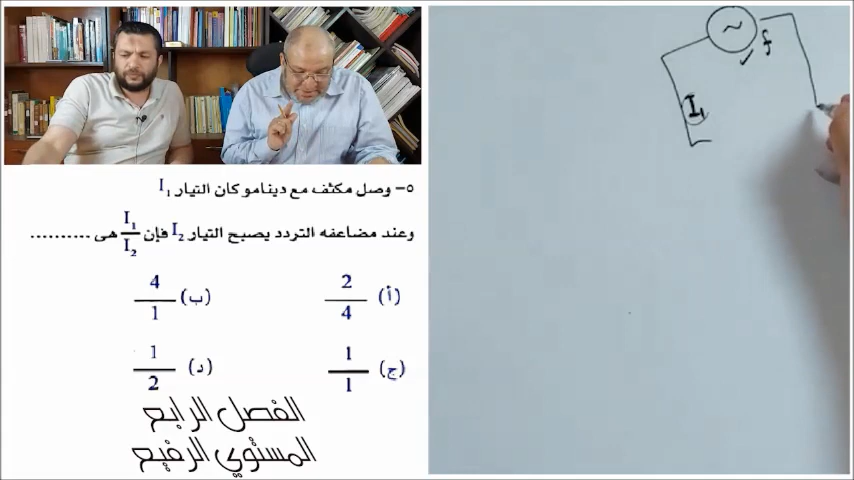 ٥- وصل مكثف مع دينامو كان التيار I₁
وعند مضاعفه التردد يصبح التيار I₂ فإن I₁/I₂ هى ..........
(أ) 2/4
(ب) 4/1
(ج) 1/1
(د) 1/2
الفصل الرابع
المستوي الرفيع
~
f
I₁